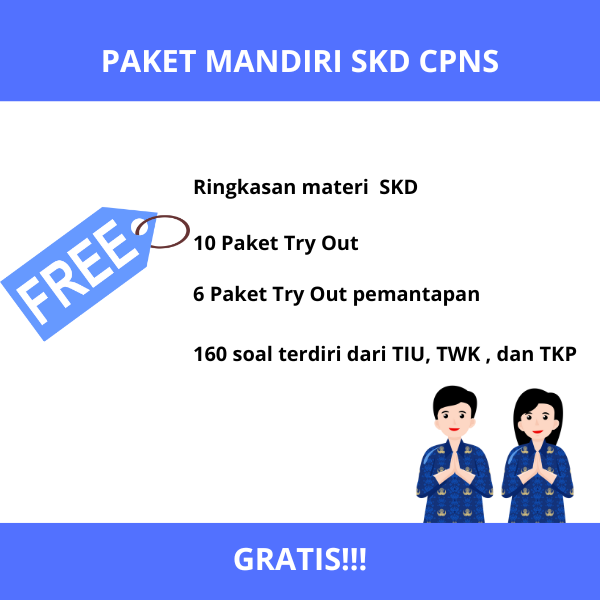 PAKET MANDIRI SKD CPNS
Ringkasan materi  SKD
FREE
10 Paket Try Out
6 Paket Try Out pemantapan
160 soal terdiri dari TIU, TWK , dan TKP
GRATIS!!!